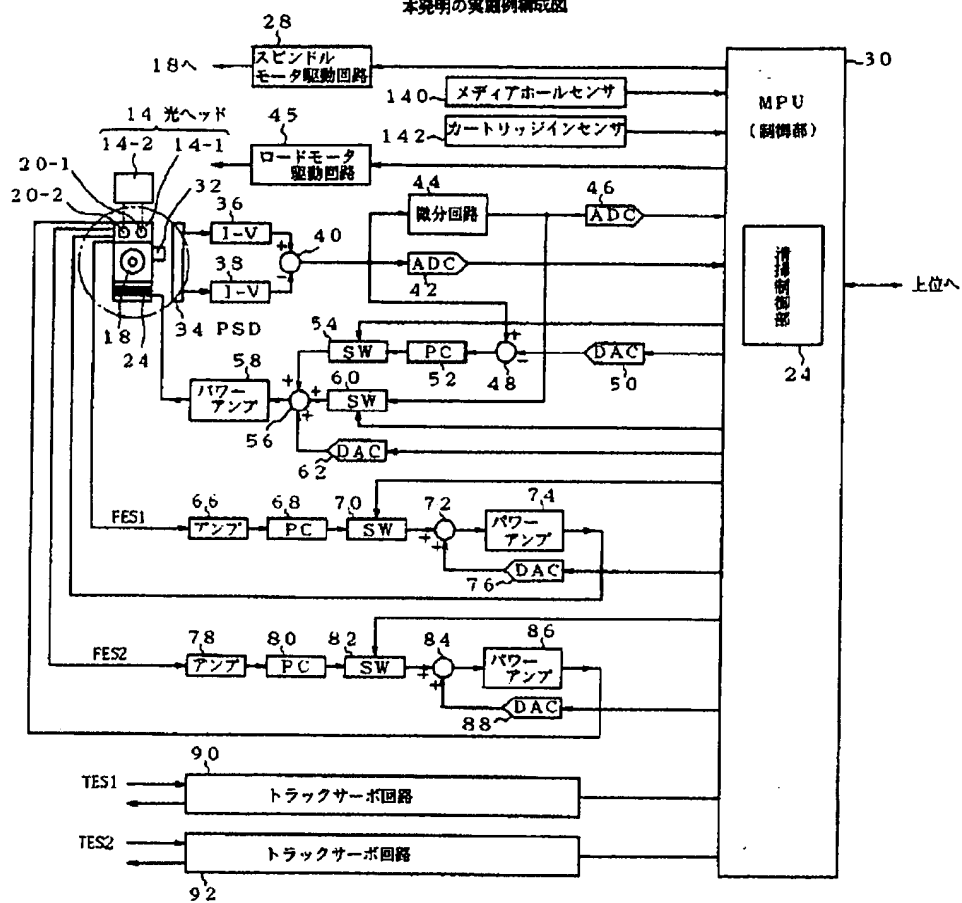 本発明の実施例構成図
28
スピンドル
モータ駆動回路
18へ
30
MPU
(制御部)
140
メディアホールセンサ
142
カートリッジインセンサ
14 光ヘッド
14-2
14-1
45
ロードモータ
駆動回路
20-1
20-2
32
36
I-V
40
+
-
38
I-V
44
微分回路
46
ADC
ADC
42
清掃制御部
24
上位へ
18
24
34 PSD
54
SW
PC
52
+
-
48
DAC
50
58
パワー
アンプ
+
+
+
56
60
SW
DAC
62
FES1
66
アンプ
68
PC
70
SW
72
+
+
74
パワー
アンプ
DAC
76
FES2
78
アンプ
80
PC
82
SW
84
+
+
86
パワー
アンプ
DAC
88
90
TES1
トラックサーボ回路
TES2
トラックサーボ回路
92